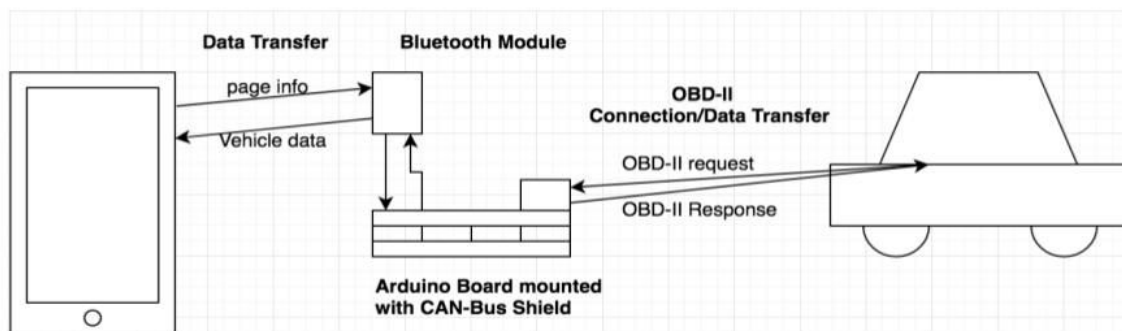 Data Transfer
Bluetooth Module
page info
Vehicle data
OBD-II
Connection/Data Transfer
OBD-II request
OBD-II Response
Arduino Board mounted
with CAN-Bus Shield